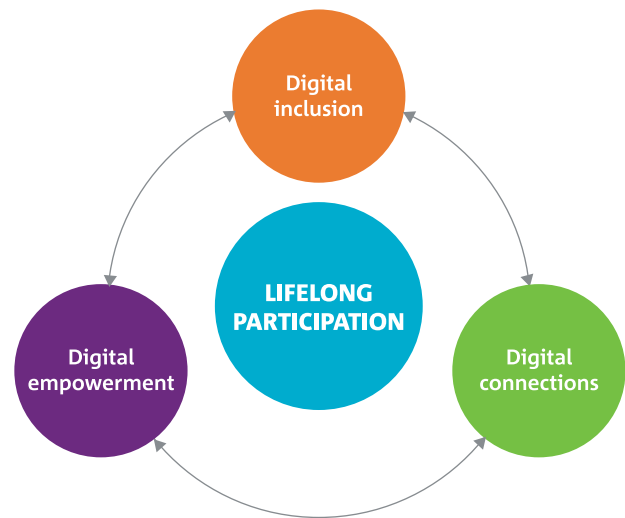 Digital
inclusion
LIFELONG
PARTICIPATION
Digital
empowerment
Digital
connections